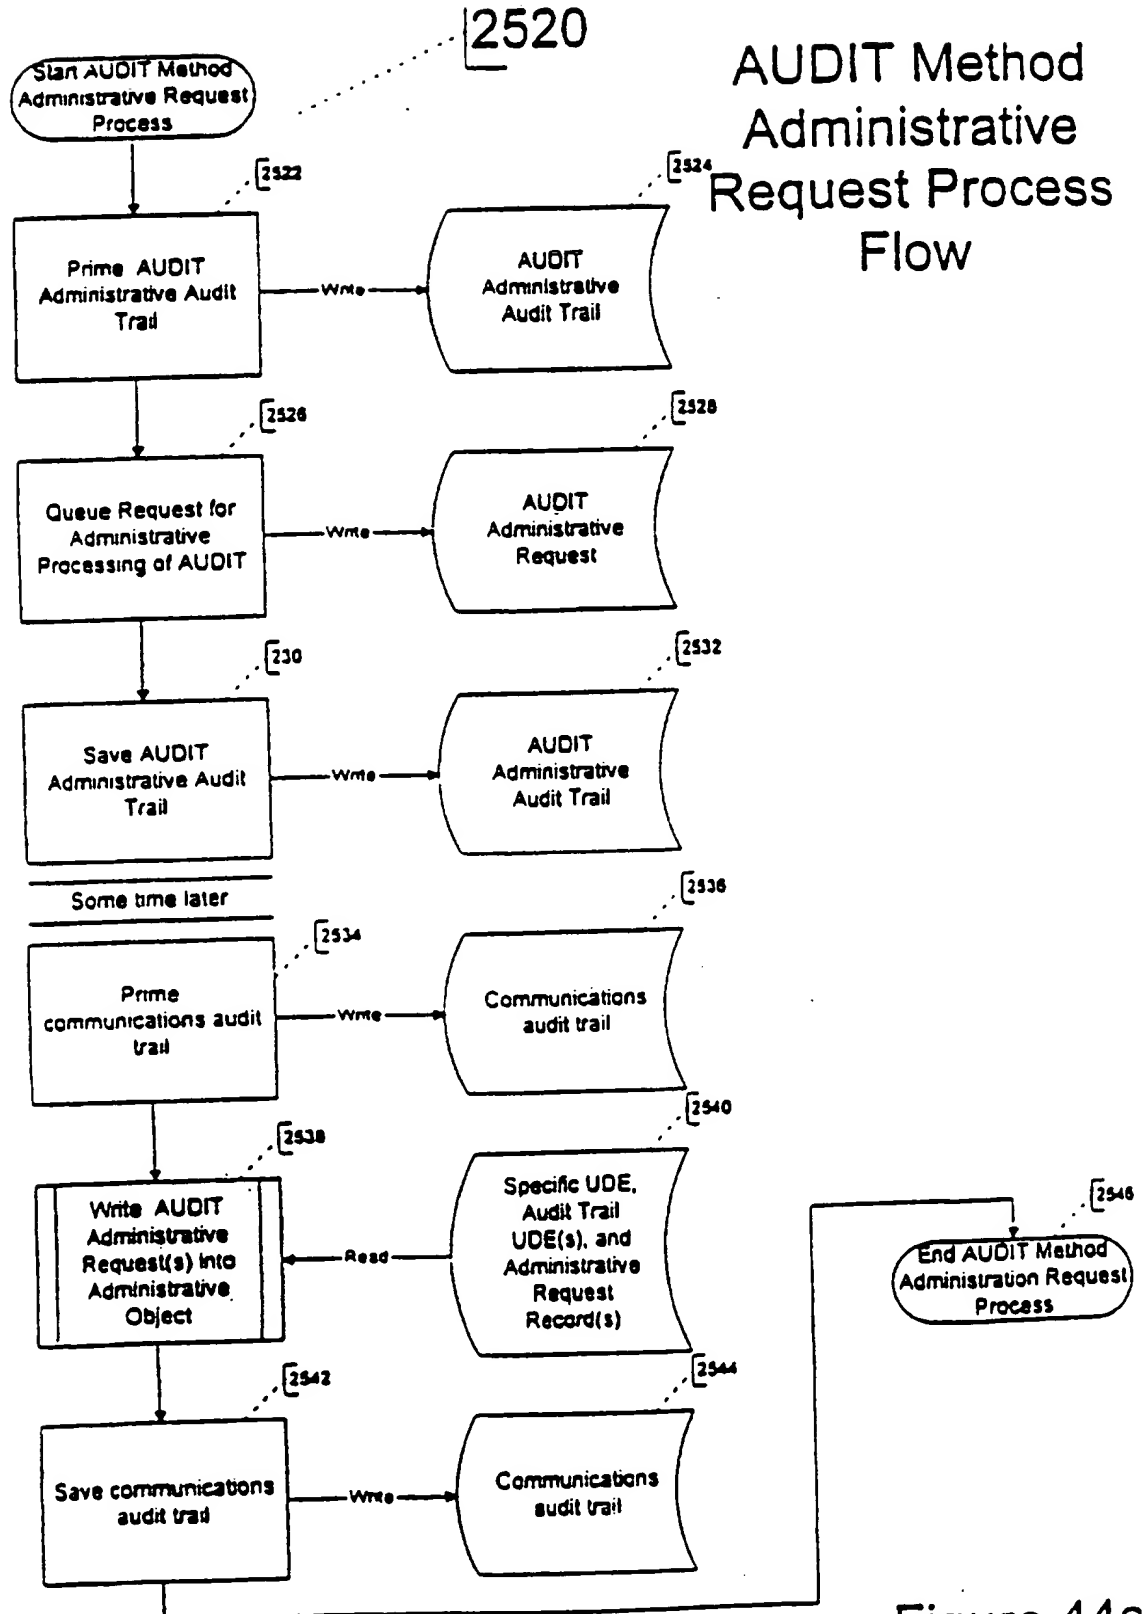 2520
AUDIT Method
Administrative
Request Process
Flow
Start AUDIT Method
Administrative Request
Process
2522
2524
Prime AUDIT
Administrative Audit
Trail
Write
AUDIT
Administrative
Audit Trail
2526
2528
Queue Request for
Administrative
Processing of AUDIT
Write
AUDIT
Administrative
Request
230
2532
Save AUDIT
Administrative Audit
Trail
Write
AUDIT
Administrative
Audit Trail
Some time later
2534
2536
Prime
communications audit
trail
Write
Communications
audit trail
2538
2540
Write AUDIT
Administrative
Request(s) Into
Administrative
Object
Read
Specific UDE,
Audit Trail
UDE(s), and
Administrative
Request
Record(s)
2546
End AUDIT Method
Administration Request
Process
2542
2544
Save communications
audit trail
Write
Communications
audit trail